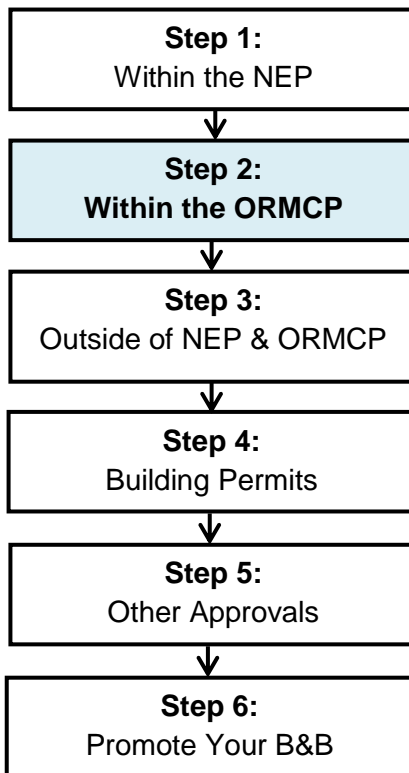 Step 1:
Within the NEP
Step 2:
Within the ORMCP
Step 3:
Outside of NEP & ORMCP
Step 4:
Building Permits
Step 5:
Other Approvals
Step 6:
Promote Your B&B